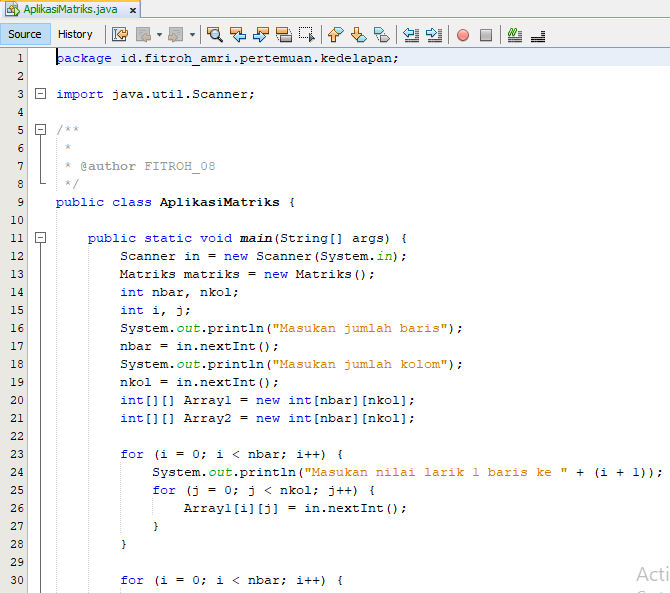 AplikasiMatriks.java
Source History
1 package id.fitroh_amri.pertemuan.kedelapan;
2
3 import java.util.Scanner;
4
5 /**
6 *
7 * @author FITROH_08
8 */
9 public class AplikasiMatriks {
10
11 public static void main(String[] args) {
12 Scanner in = new Scanner(System.in);
13 Matriks matriks = new Matriks();
14 int nbar, nkol;
15 int i, j;
16 System.out.println("Masukan jumlah baris");
17 nbar = in.nextInt();
18 System.out.println("Masukan jumlah kolom");
19 nkol = in.nextInt();
20 int[][] Array1 = new int[nbar][nkol];
21 int[][] Array2 = new int[nbar][nkol];
22
23 for (i = 0; i < nbar; i++) {
24 System.out.println("Masukan nilai larik 1 baris ke " + (i + 1));
25 for (j = 0; j < nkol; j++) {
26 Array1[i][j] = in.nextInt();
27 }
28 }
29
30 for (i = 0; i < nbar; i++) {
Acti